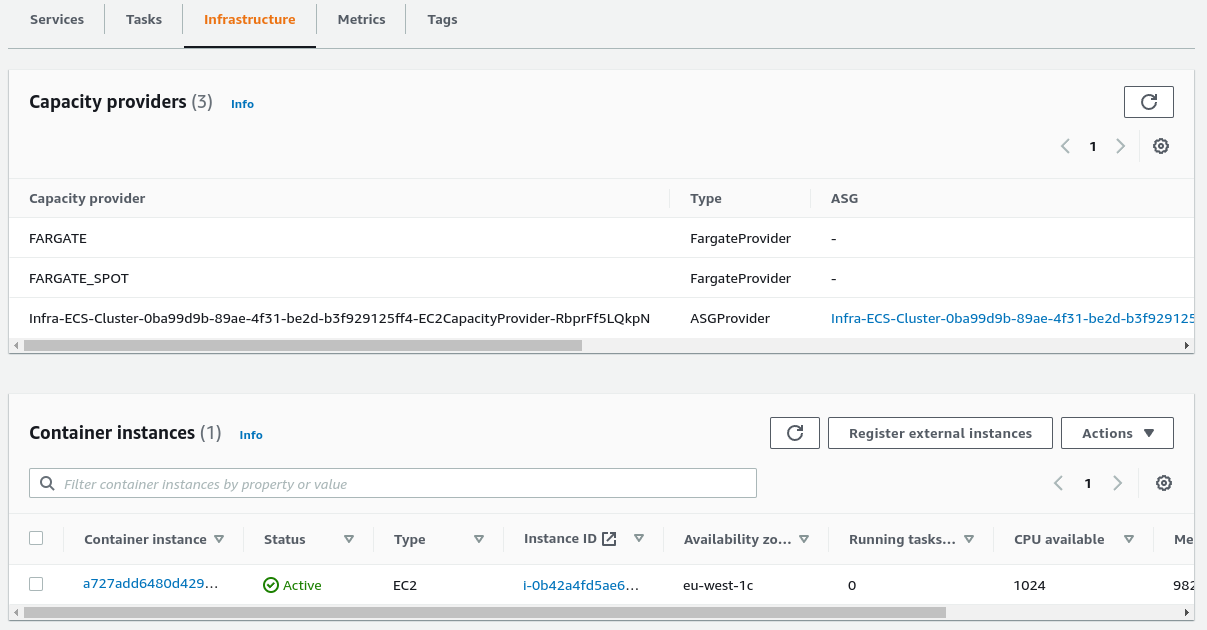 Services Tasks Infrastructure Metrics Tags
Capacity providers (3) Info
1
Capacity provider Type ASG
FARGATE FargateProvider -
FARGATE_SPOT FargateProvider -
Infra-ECS-Cluster-0ba99d9b-89ae-4f31-be2d-b3f929125ff4-EC2CapacityProvider-RbprFf5LQkpN ASGProvider Infra-ECS-Cluster-0ba99d9b-89ae-4f31-be2d-b3f929125
Container instances (1) Info Register external instances Actions
Filter container instances by property or value 1
Container instance Status Type Instance ID Availability zo... Running tasks... CPU available Me
a727add6480d429... Active EC2 i-0b42a4fd5ae6... eu-west-1c 0 1024 982